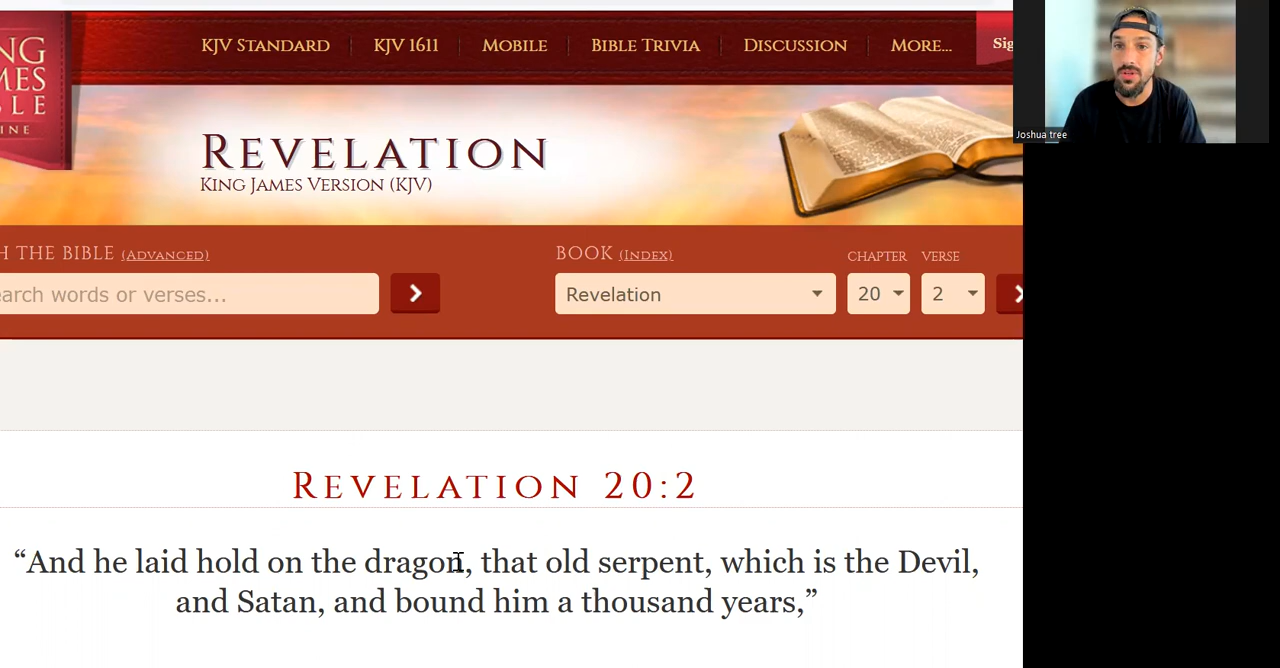 KJV STANDARD KJV 1611 MOBILE BIBLE TRIVIA DISCUSSION MORE...
REVELATION
KING JAMES VERSION (KJV)
Joshua tree
THE BIBLE (ADVANCED)
BOOK (INDEX)
CHAPTER
VERSE
words or verses...
Revelation
20
2
REVELATION 20:2
“And he laid hold on the dragon, that old serpent, which is the Devil,
and Satan, and bound him a thousand years,”